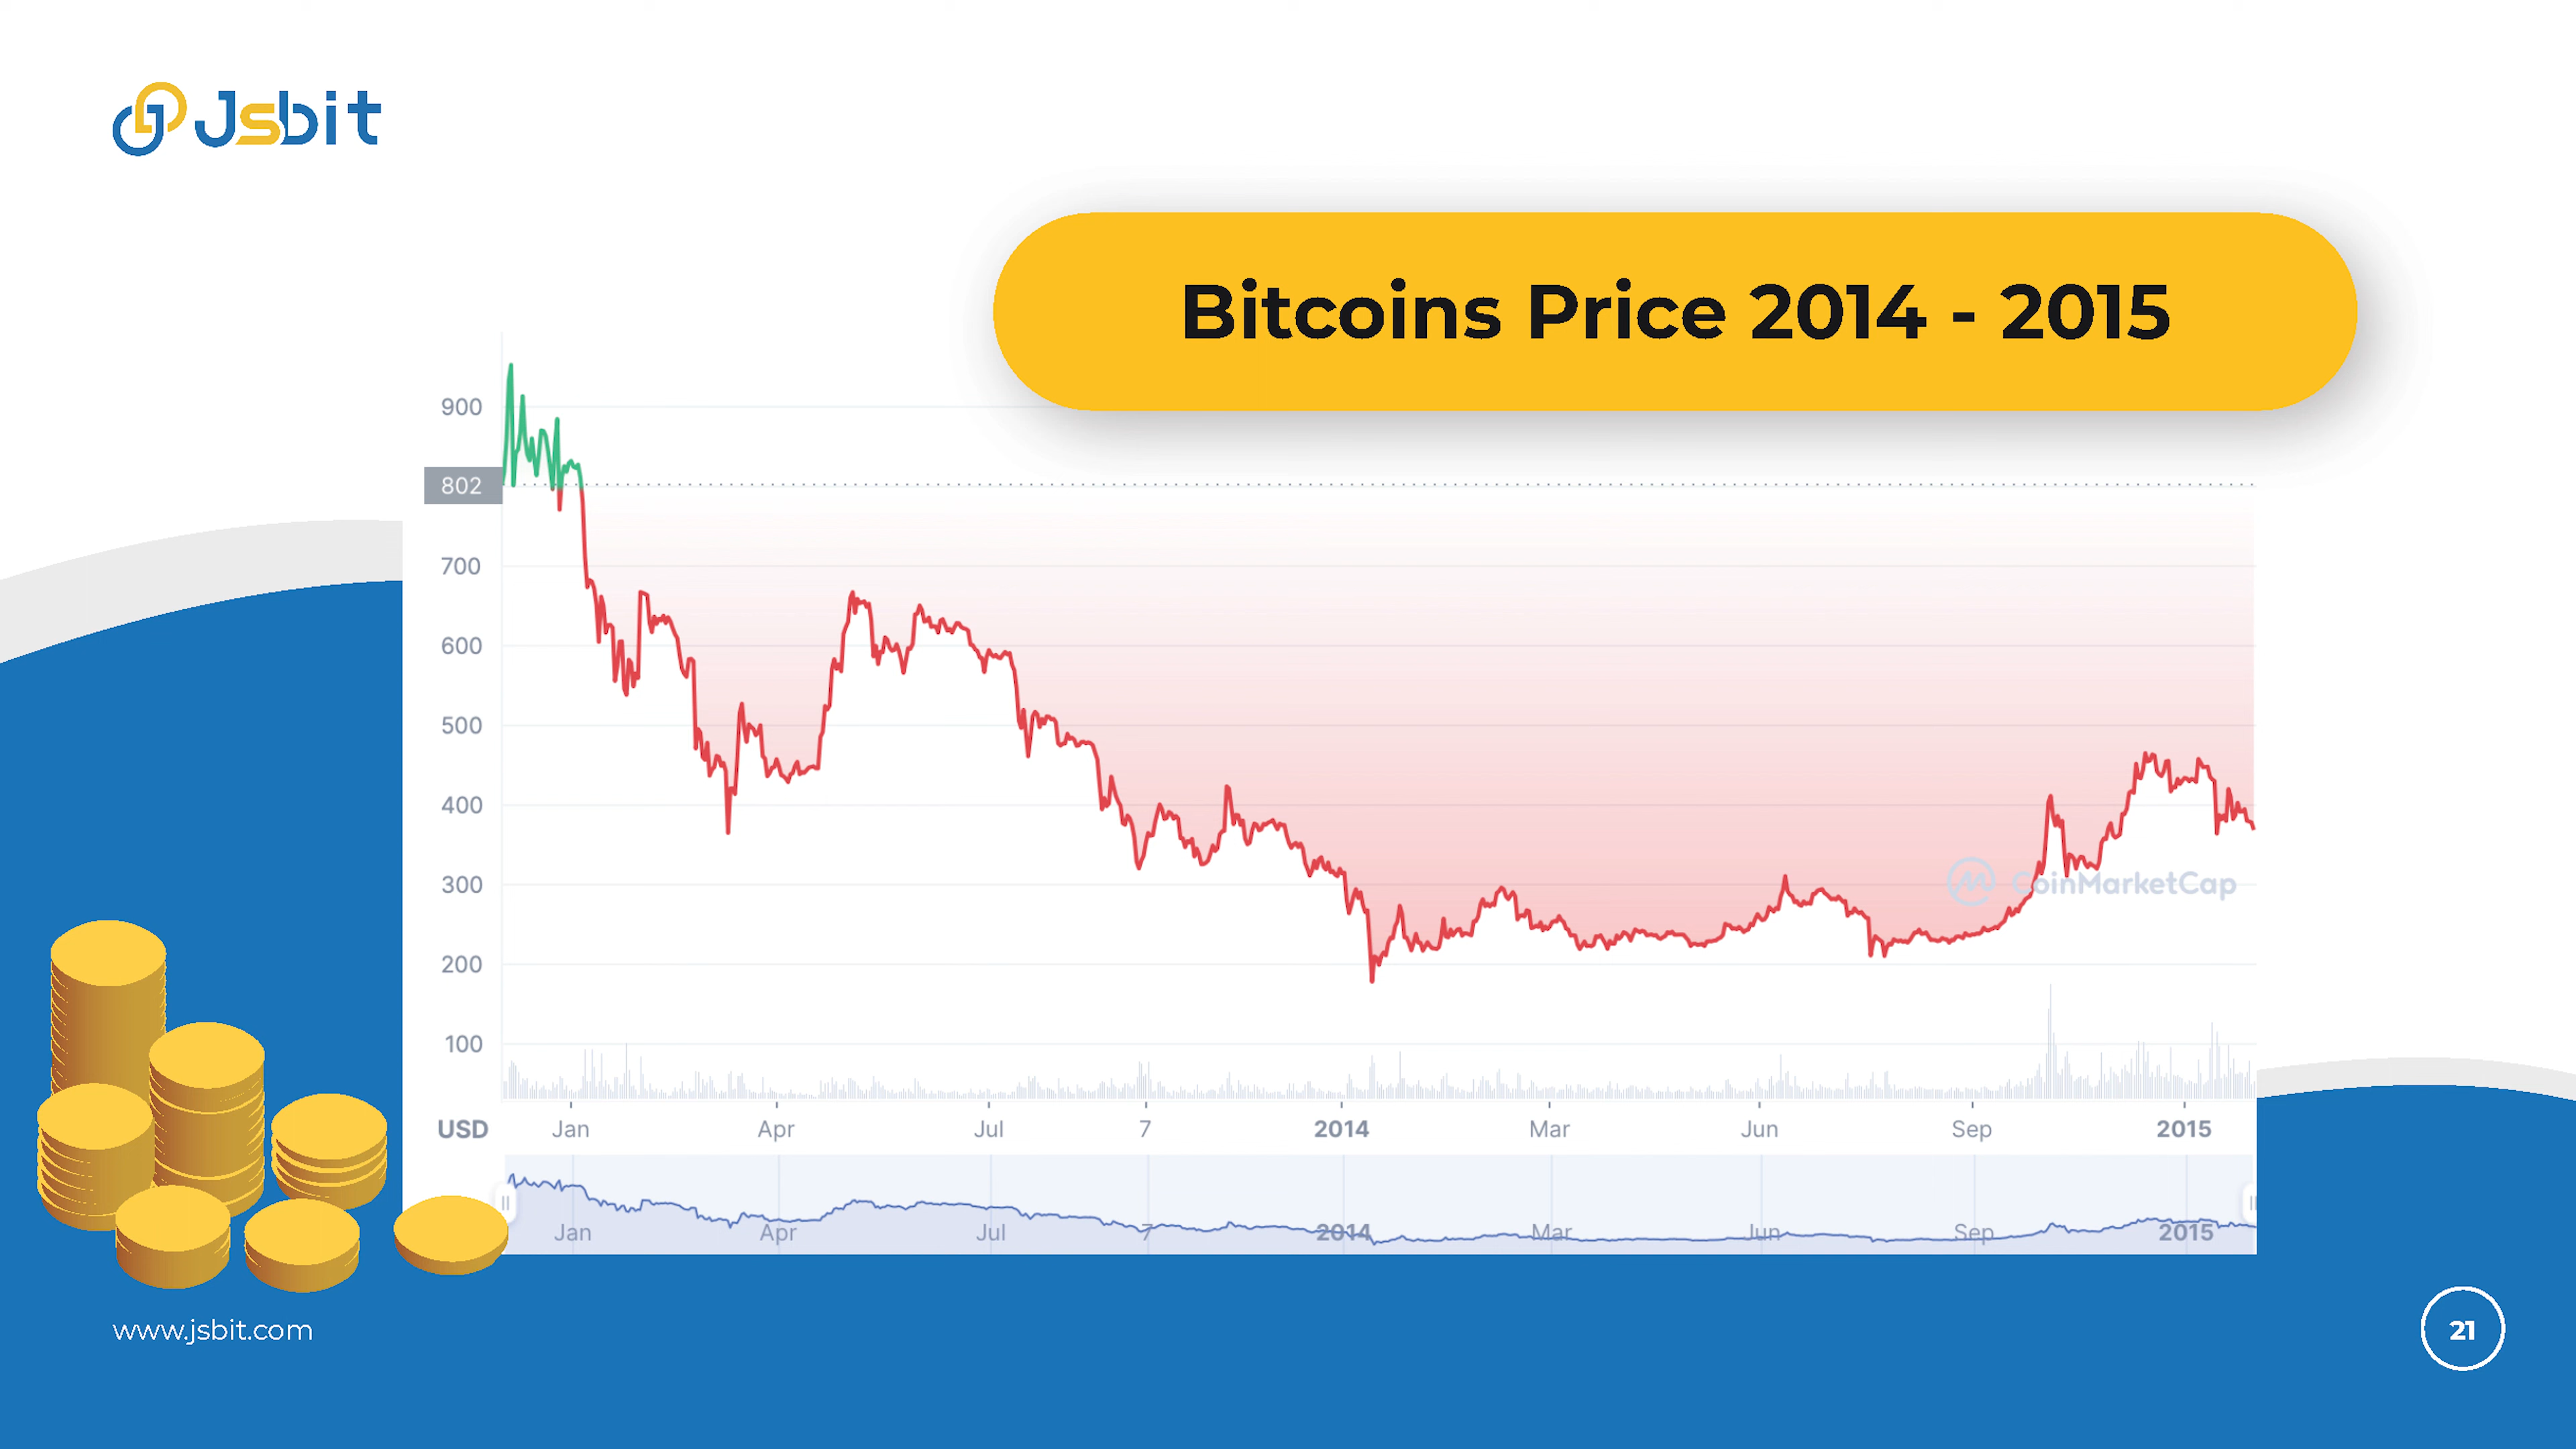 Jsbit
Bitcoins Price 2014 - 2015
900
802
700
600
500
400
300
200
100
CoinMarketCap
USD Jan Apr Jul 7 2014 Mar Jun Sep 2015
Jan Apr Jul 7 2014 Mar Jun Sep 2015
www.jsbit.com
21